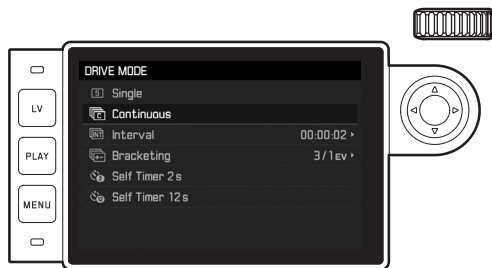 DRIVE MODE
S Single
C Continuous
INT Interval 00:00:02
Bracketing 3/1EV
Self Timer 2s
Self Timer 12s
LV
PLAY
MENU